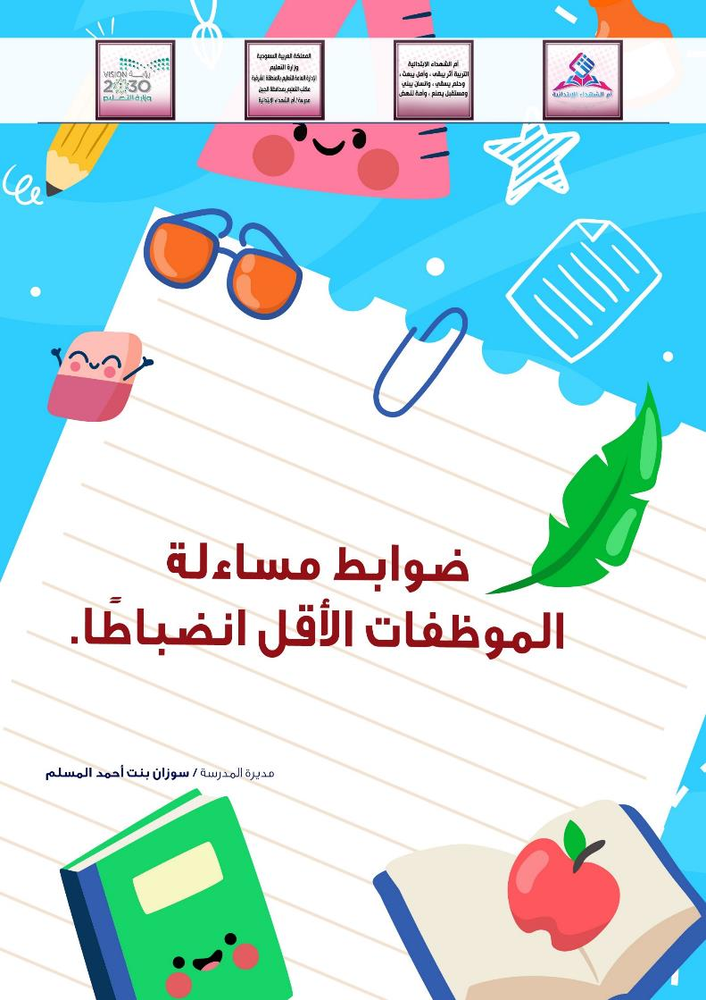 أم الشهداء الابتدائية
أم الشهداء الابتدائية
التربية أثر يبقى ، وأمل يبعث ،
وحلم يسقي ، وإنسان يبني
ومستقبل يصنع ، وأمة تنهض
المملكة العربية السعودية
وزارة التعليم
الإدارة العامة للتعليم بالمنطقة الشرقية
مكتب التعليم بمحافظة الجبيل
مدرسة / أم الشهداء الابتدائية
رؤية VISION
2030
وزارة التعليم
ضوابط مساءلة
الموظفات الأقل انضباطًا.
مديرة المدرسة / سوزان بنت أحمد المسلم